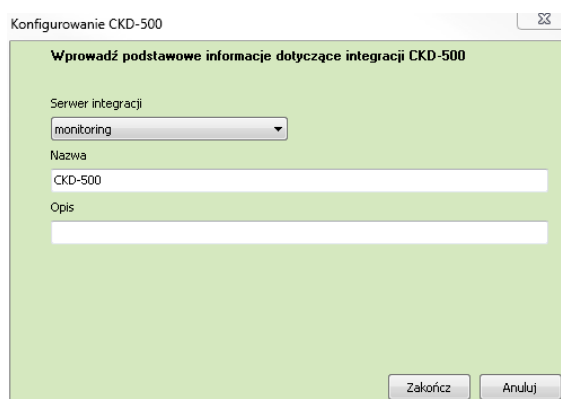 Konfigurowanie CKD-500
Wprowadź podstawowe informacje dotyczące integracji CKD-500
Serwer integracji
monitoring
Nazwa
CKD-500
Opis
Zakończ Anuluj